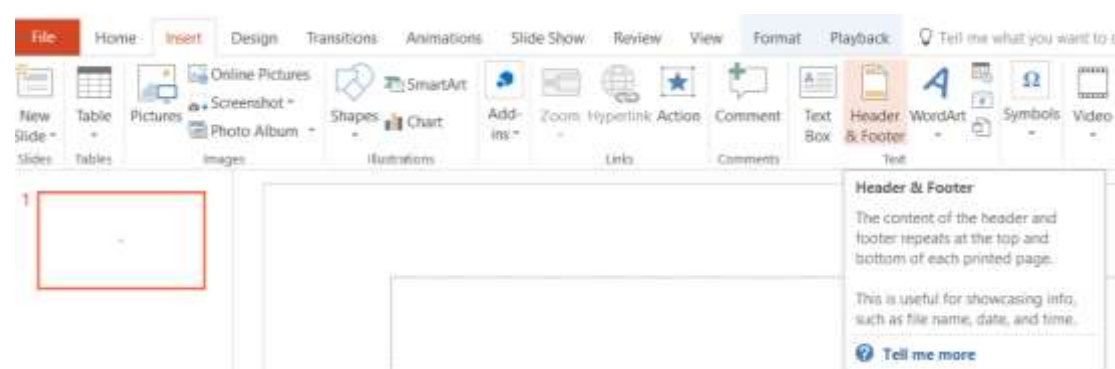 File Home Insert Design Transitions Animations Slide Show Review View Format Playback Tell me what you want to
New Slide
Table
Pictures
Online Pictures
Screenshot
Photo Album
Shapes
SmartArt
Chart
Add-ins
Zoom
Hyperlink
Action
Comment
Text Box
Header & Footer
WordArt
Symbols
Ω
Video
Slides Tables Images Illustrations Links Comments Text
1
Header & Footer
The content of the header and
footer repeats at the top and
bottom of each printed page.
This is useful for showcasing info,
such as file name, date, and time.
Tell me more